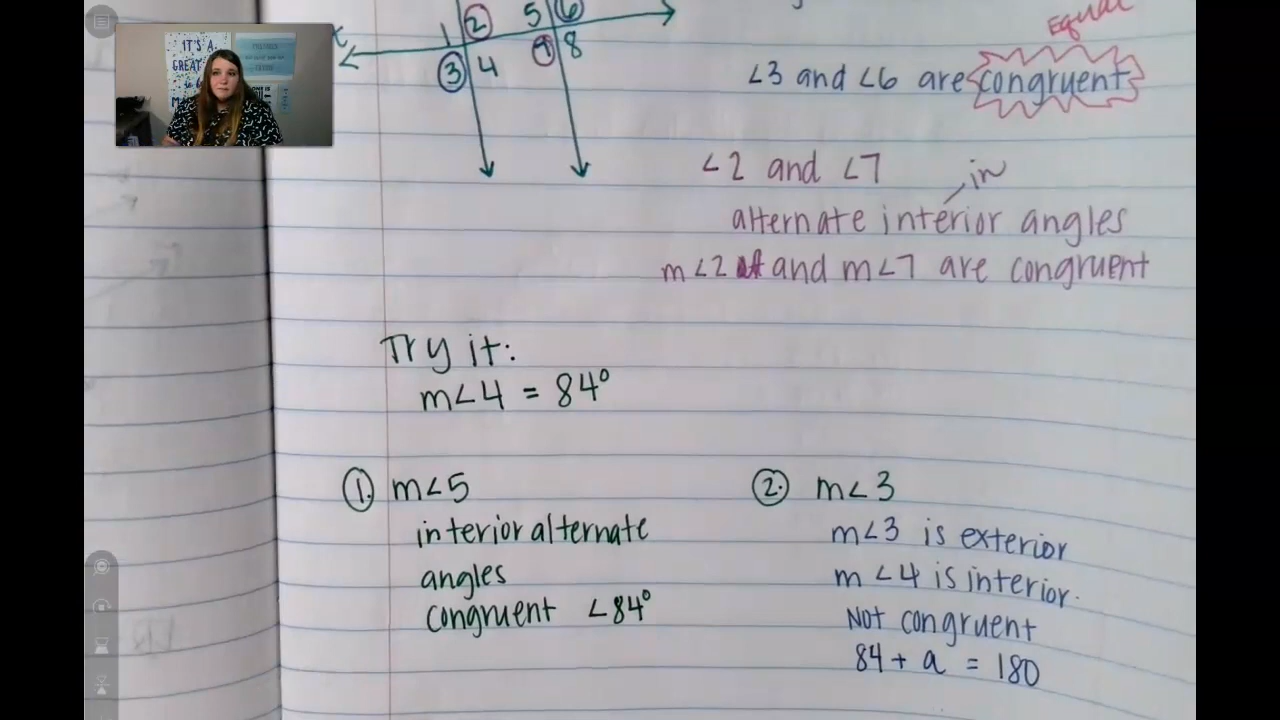 Equal
5 6
1 2
7 8
3 4
t
∠3 and ∠6 are congruent
∠2 and ∠7
in
alternate interior angles
m∠2 and m∠7 are congruent
Try it:
m∠4 = 84°
1. m∠5
interior alternate
angles
congruent ∠84°
2. m∠3
m∠3 is exterior
m∠4 is interior.
Not congruent
84 + a = 180
IT'S A
GREAT